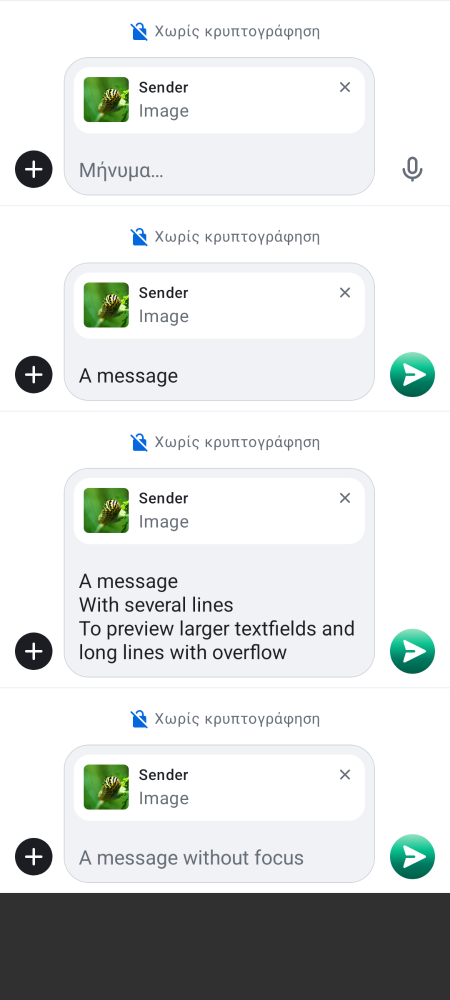 Χωρίς κρυπτογράφηση
Sender
Image
Μήνυμα…
Χωρίς κρυπτογράφηση
Sender
Image
A message
Χωρίς κρυπτογράφηση
Sender
Image
A message
With several lines
To preview larger textfields and
long lines with overflow
Χωρίς κρυπτογράφηση
Sender
Image
A message without focus